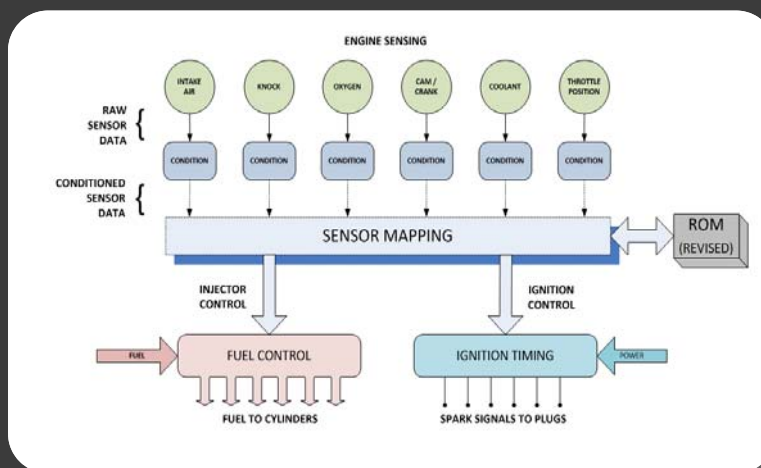 ENGINE SENSING
INTAKE
AIR
KNOCK
OXYGEN
CAM /
CRANK
COOLANT
THROTTLE
POSITION
RAW
SENSOR
DATA
CONDITION
CONDITION
CONDITION
CONDITION
CONDITION
CONDITION
CONDITIONED
SENSOR
DATA
SENSOR MAPPING
ROM
(REVISED)
INJECTOR
CONTROL
IGNITION
CONTROL
FUEL
FUEL CONTROL
IGNITION TIMING
POWER
FUEL TO CYLINDERS
SPARK SIGNALS TO PLUGS